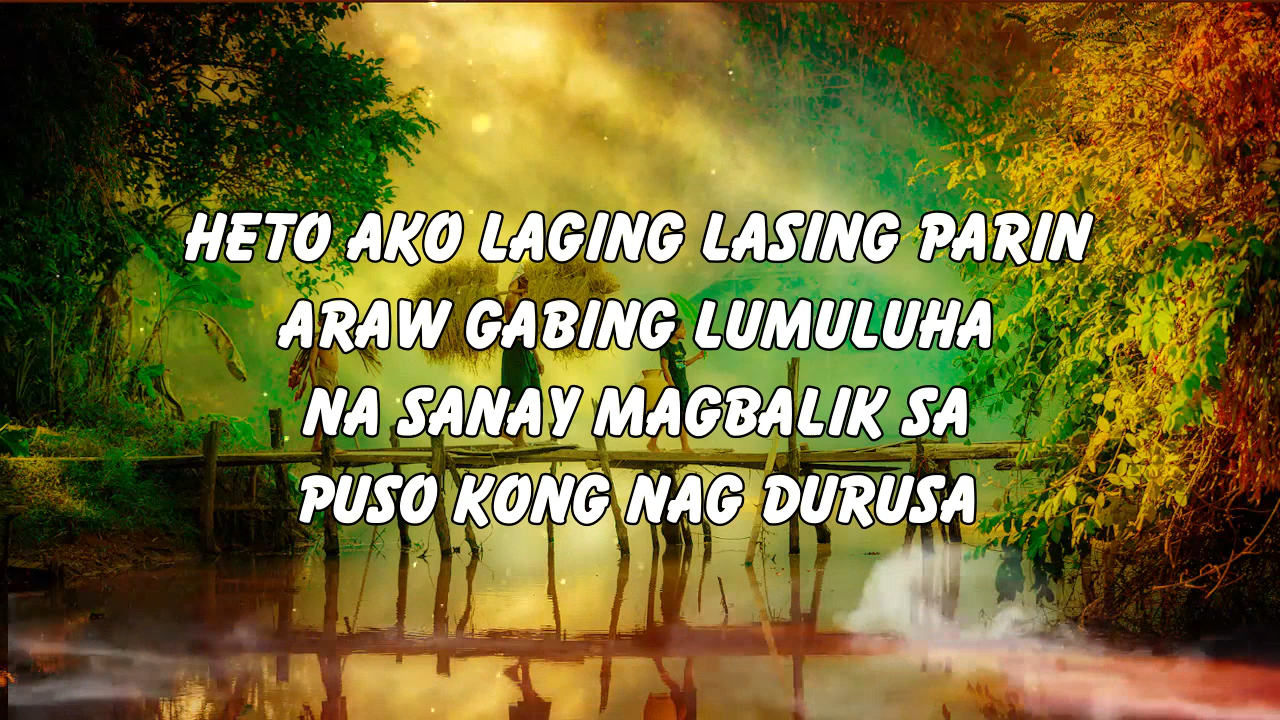 HETO AKO LAGING LASING PARIN
ARAW GABING LUMULUHA
NA SANAY MAGBALIK SA
PUSO KONG NAG DURUSA